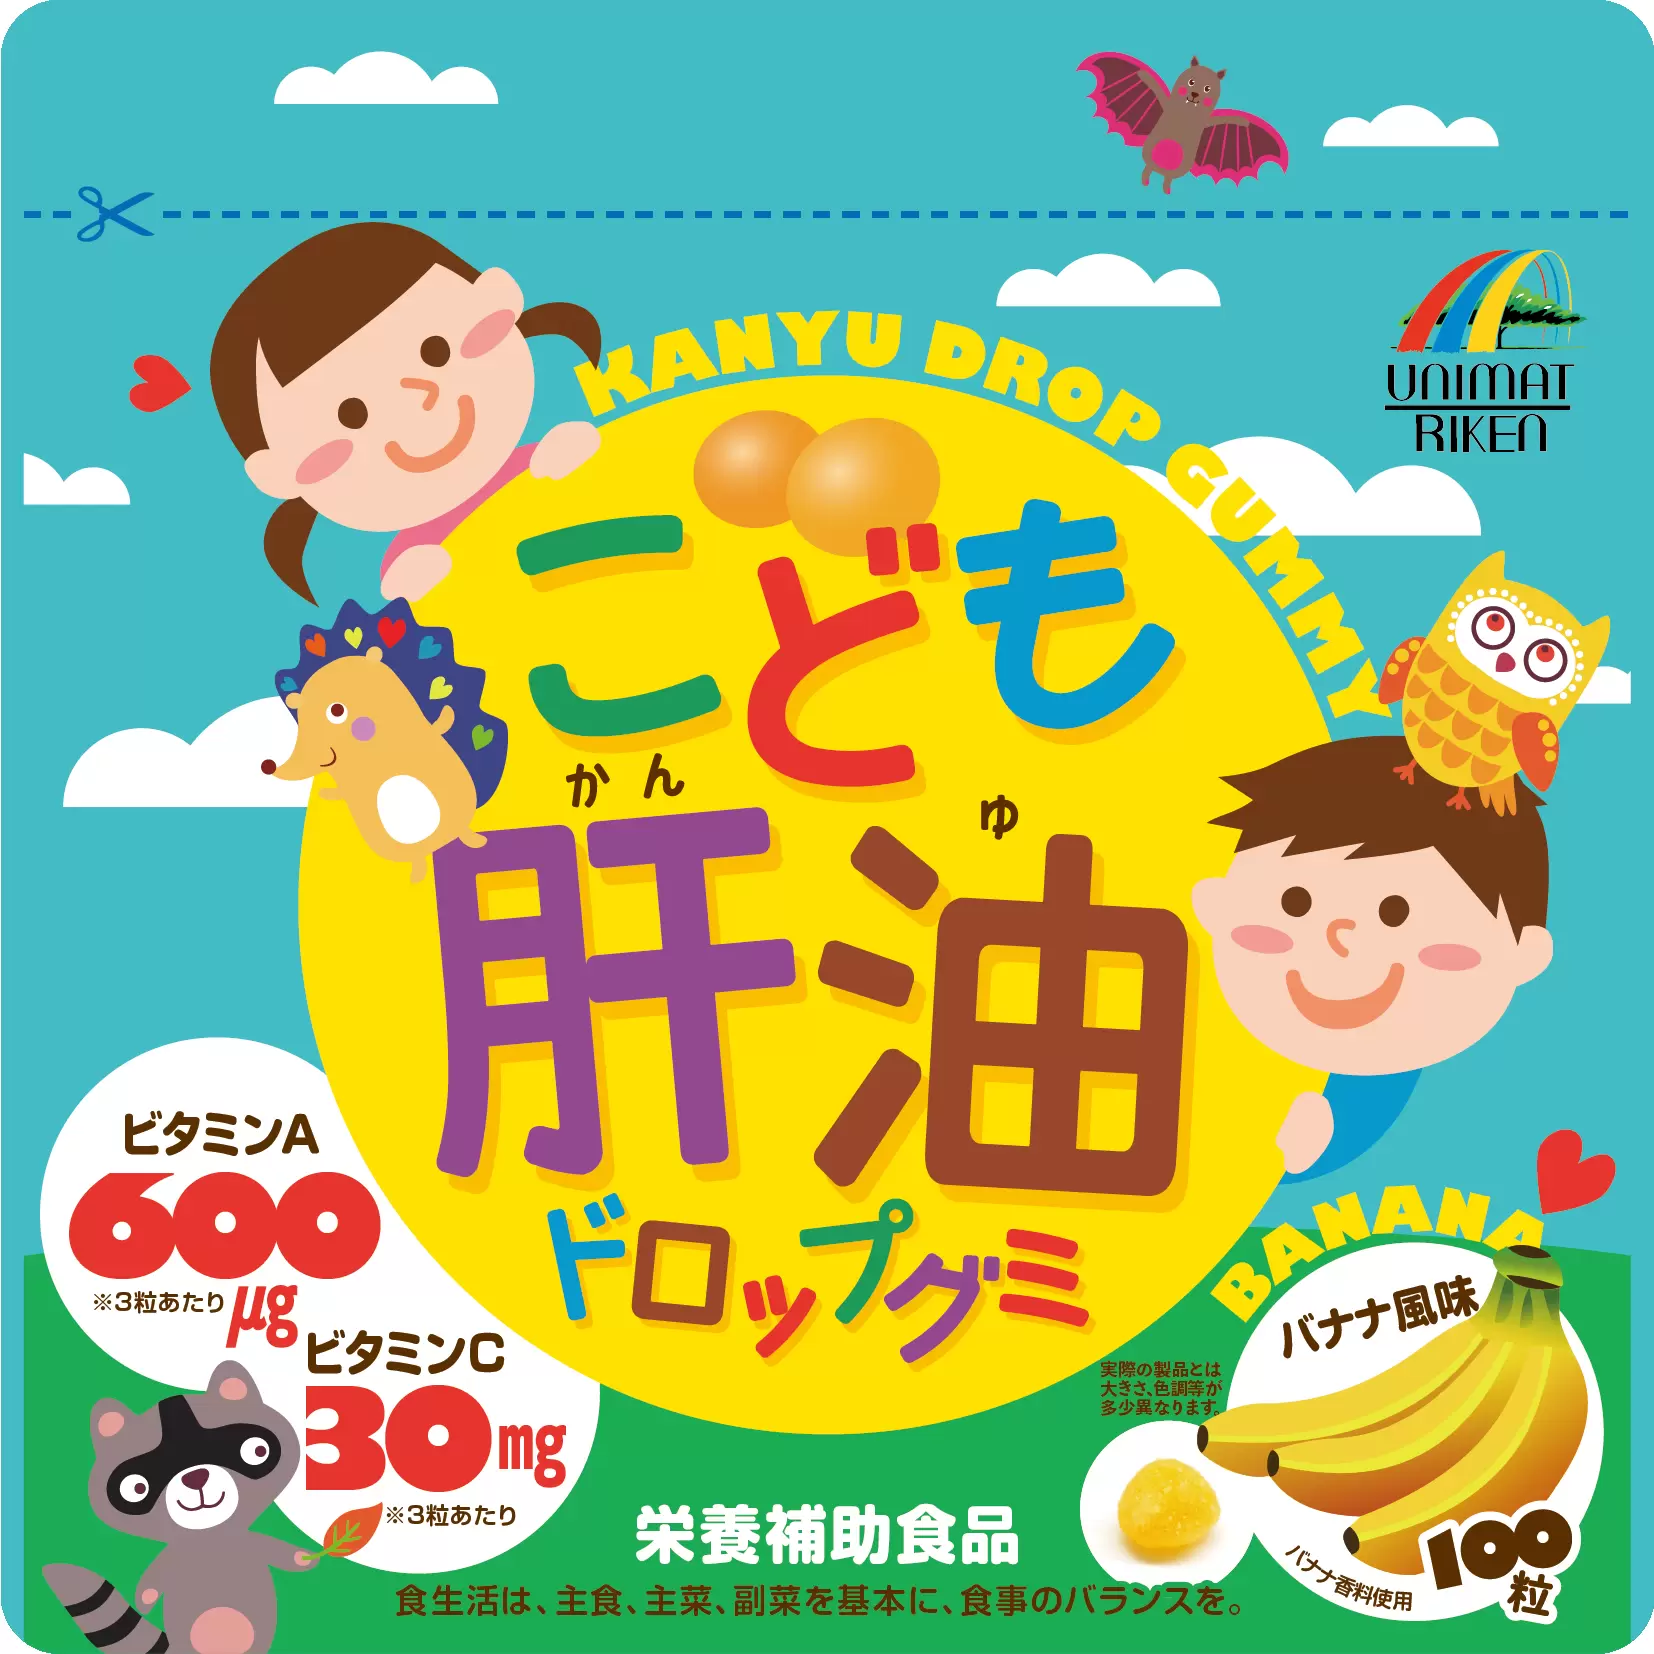 UNIMAT
RIKEN
KANYU DROP GUMMY
こども
かんゆ
肝油
ドロップグミ
ビタミンA
600μg
※3粒あたり
ビタミンC
30mg
※3粒あたり
BANANA
バナナ風味
実際の製品とは
大きさ、色調等が
多少異なります。
バナナ香料使用
100粒
栄養補助食品
食生活は、主食、主菜、副菜を基本に、食事のバランスを。